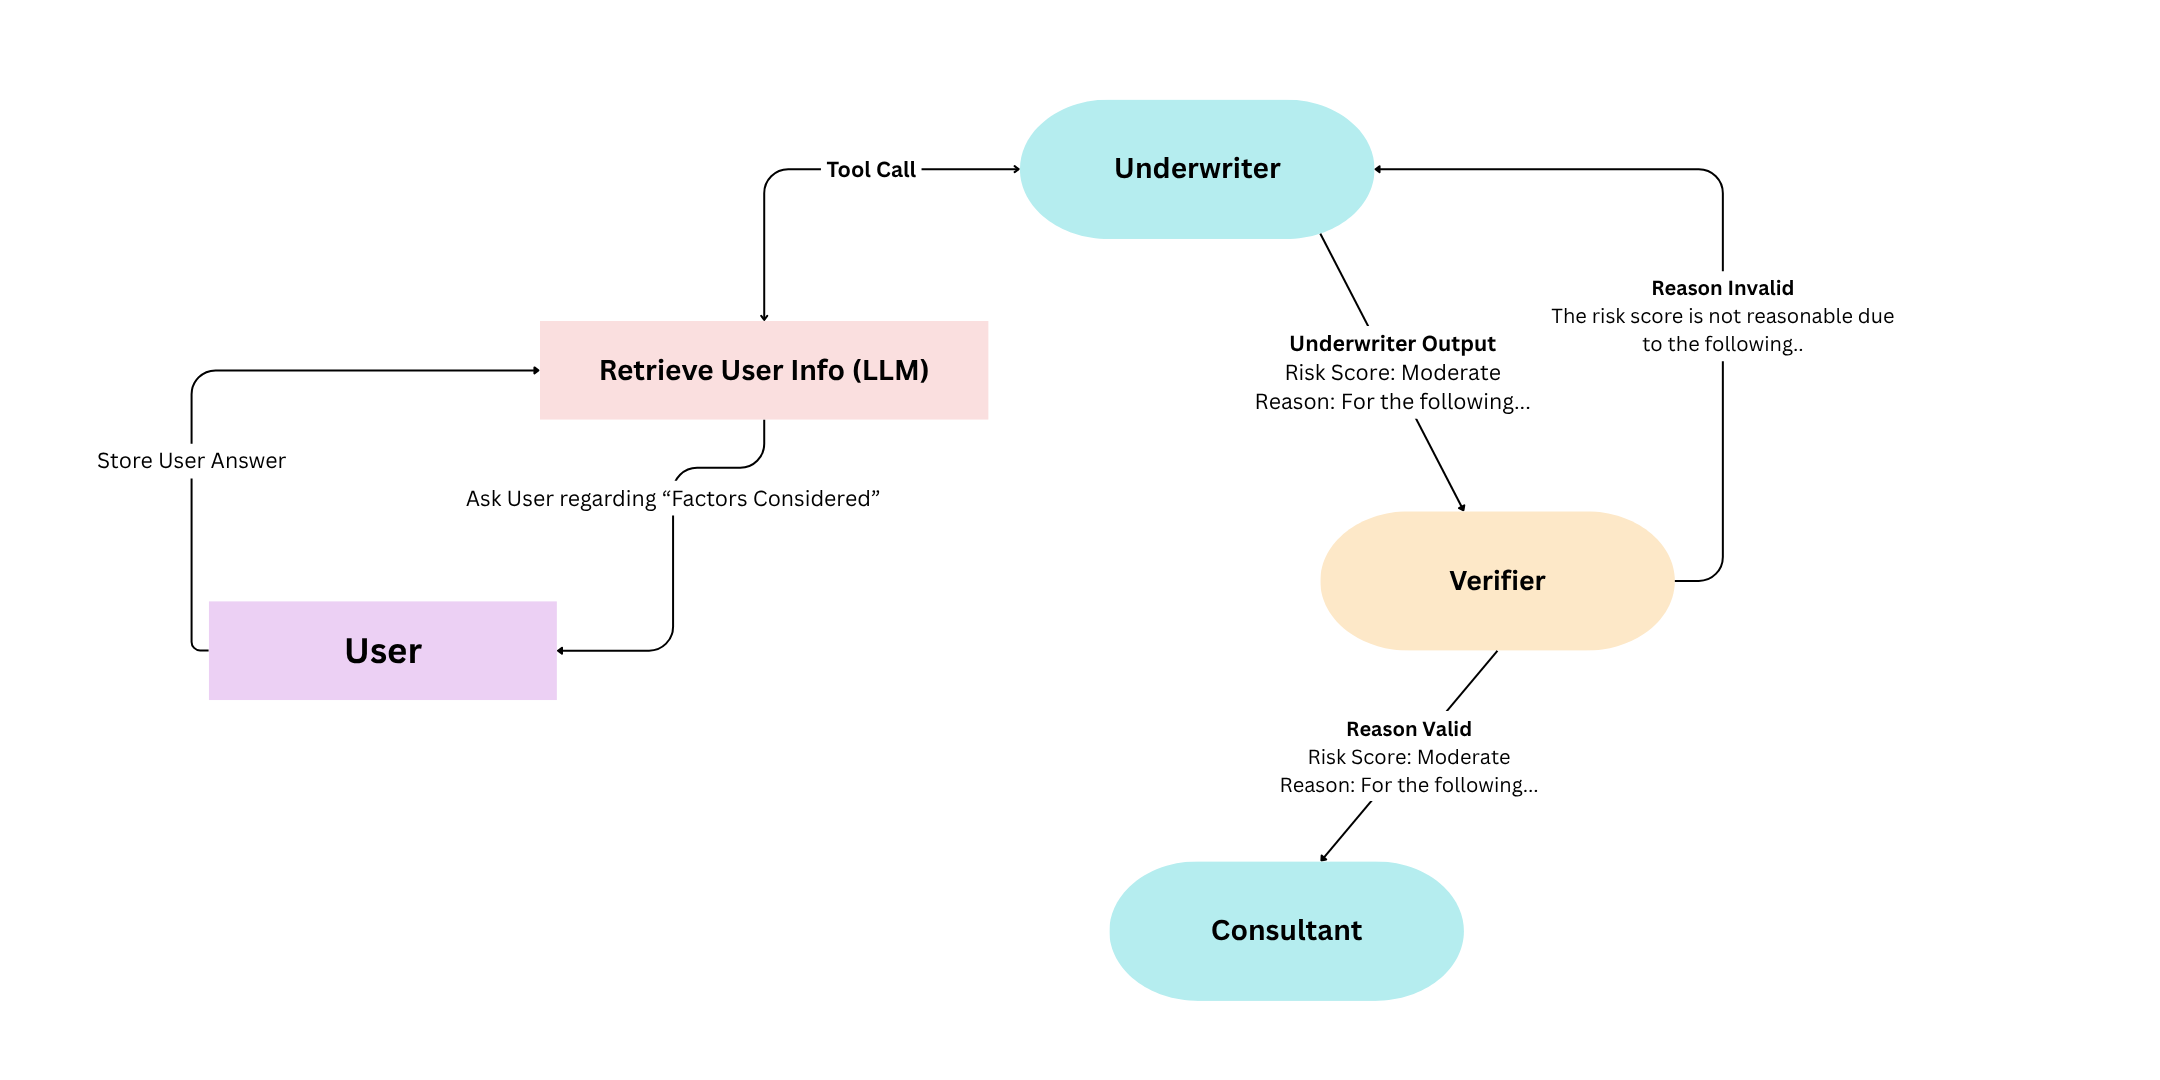 Underwriter
Tool Call
Reason Invalid
The risk score is not reasonable due
to the following..
Underwriter Output
Risk Score: Moderate
Reason: For the following...
Retrieve User Info (LLM)
Store User Answer
Ask User regarding “Factors Considered”
Verifier
User
Reason Valid
Risk Score: Moderate
Reason: For the following...
Consultant